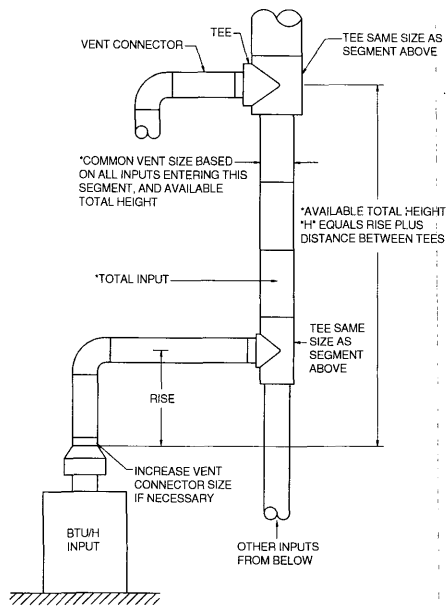 TEE
VENT CONNECTOR
TEE SAME SIZE AS
SEGMENT ABOVE
*COMMON VENT SIZE BASED
ON ALL INPUTS ENTERING THIS
SEGMENT, AND AVAILABLE
TOTAL HEIGHT
*AVAILABLE TOTAL HEIGHT
"H" EQUALS RISE PLUS
DISTANCE BETWEEN TEES
*TOTAL INPUT
TEE SAME
SIZE AS
SEGMENT
ABOVE
RISE
INCREASE VENT
CONNECTOR SIZE
IF NECESSARY
BTU/H
INPUT
OTHER INPUTS
FROM BELOW